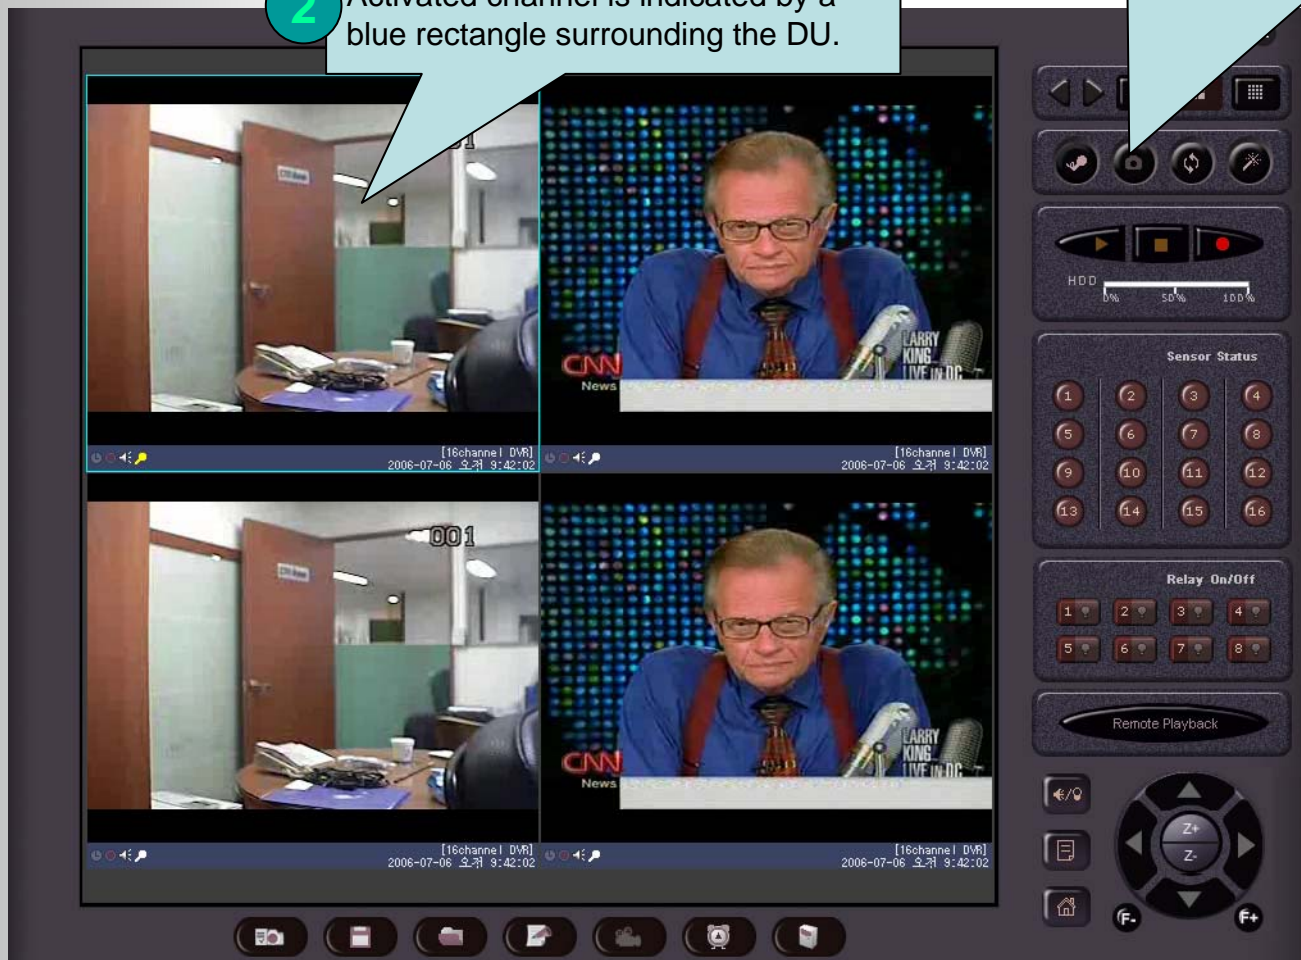 2
Activated channel is indicated by a
blue rectangle surrounding the DU.
CNN
News
LARRY
KING
LIVE IN DC
[16channel DVR]
2006-07-06 오전 9:42:02
[16channel DVR]
2006-07-06 오전 9:42:02
001
CNN
News
LARRY
KING
LIVE IN DC
[16channel DVR]
2006-07-06 오전 9:42:02
[16channel DVR]
2006-07-06 오전 9:42:02
HDD
0% 50% 100%
Sensor Status
1 2 3 4
5 6 7 8
9 10 11 12
13 14 15 16
Relay On/Off
1 2 3 4
5 6 7 8
Remote Playback
Z+
Z-
F- F+